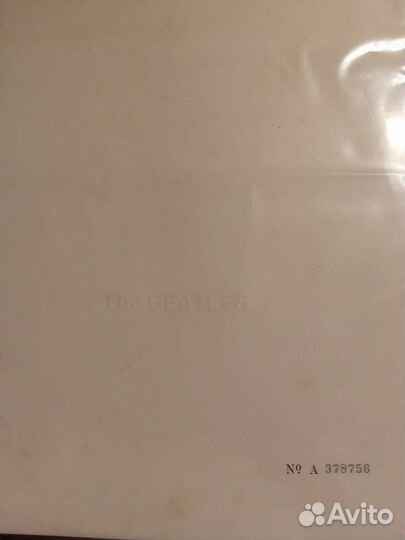 The BEATLES
Nº A 378756
Avito